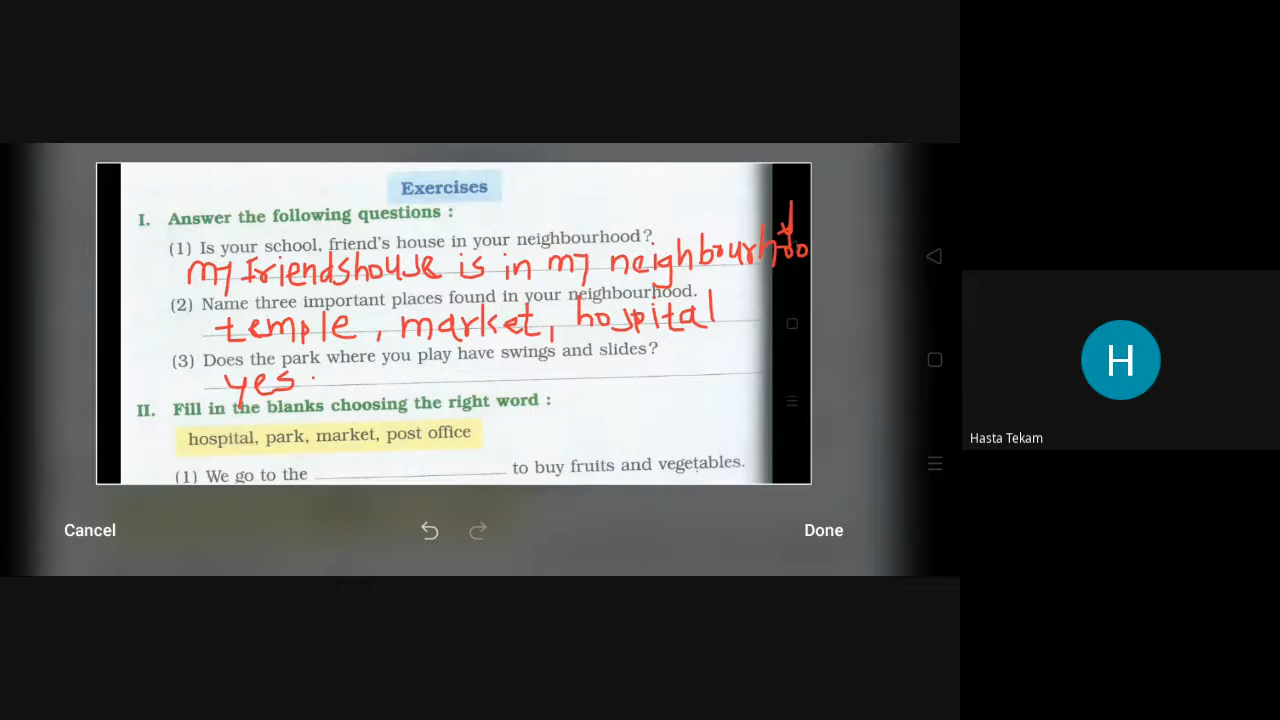 Exercises
I. Answer the following questions :
(1) Is your school, friend's house in your neighbourhood?
my friendshouse is in my neighbourhood
(2) Name three important places found in your neighbourhood.
temple, market, hospital
(3) Does the park where you play have swings and slides?
yes.
II. Fill in the blanks choosing the right word :
hospital, park, market, post office
(1) We go to the ____________ to buy fruits and vegetables.
Cancel
Done
H
Hasta Tekam